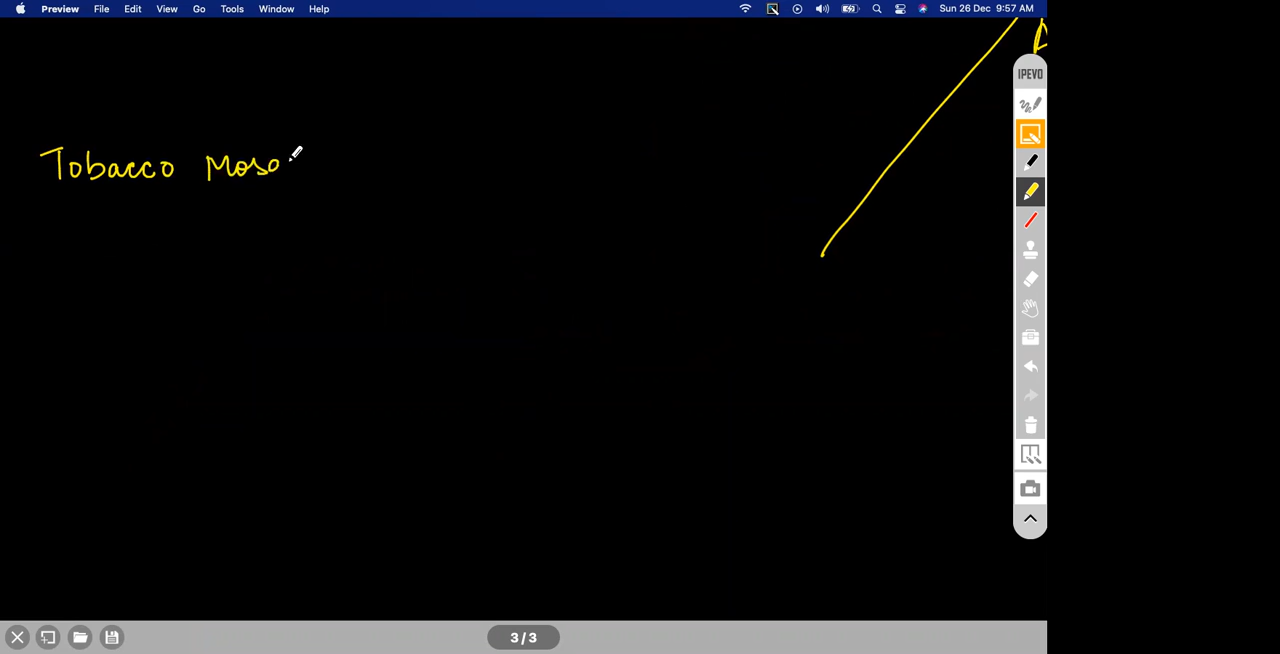 Preview File Edit View Go Tools Window Help Sun 26 Dec 9:57 AM
IPEVO
Tobacco Moso
3/3